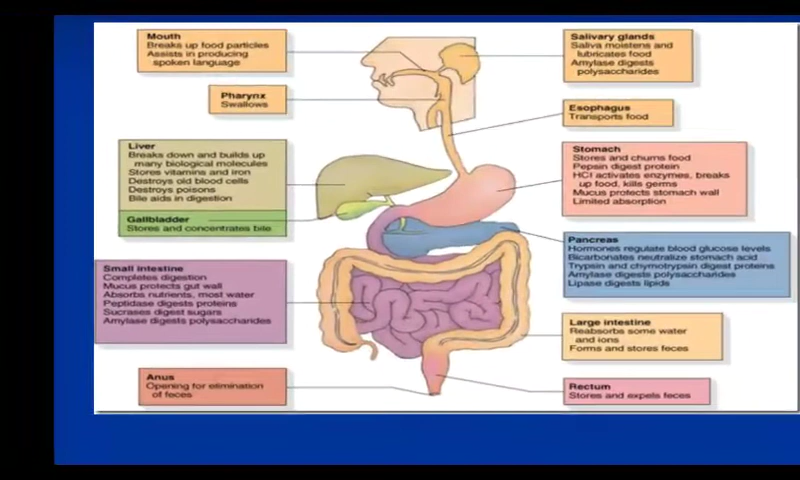 Mouth
Breaks up food particles
Assists in producing
spoken language
Salivary glands
Saliva moistens and
lubricates food
Amylase digests
polysaccharides
Pharynx
Swallows
Esophagus
Transports food
Liver
Breaks down and builds up
many biological molecules
Stores vitamins and iron
Destroys old blood cells
Destroys poisons
Bile aids in digestion
Gallbladder
Stores and concentrates bile
Stomach
Stores and churns food
Pepsin digest protein
HCl activates enzymes, breaks
up food, kills germs
Mucus protects stomach wall
Limited absorption
Pancreas
Hormones regulate blood glucose levels
Bicarbonates neutralize stomach acid
Trypsin and chymotrypsin digest proteins
Amylase digests polysaccharides
Lipase digests lipids
Small intestine
Completes digestion
Mucus protects gut wall
Absorbs nutrients, most water
Peptidase digests proteins
Sucrases digest sugars
Amylase digests polysaccharides
Large intestine
Reabsorbs some water
and ions
Forms and stores feces
Anus
Opening for elimination
of feces
Rectum
Stores and expels feces